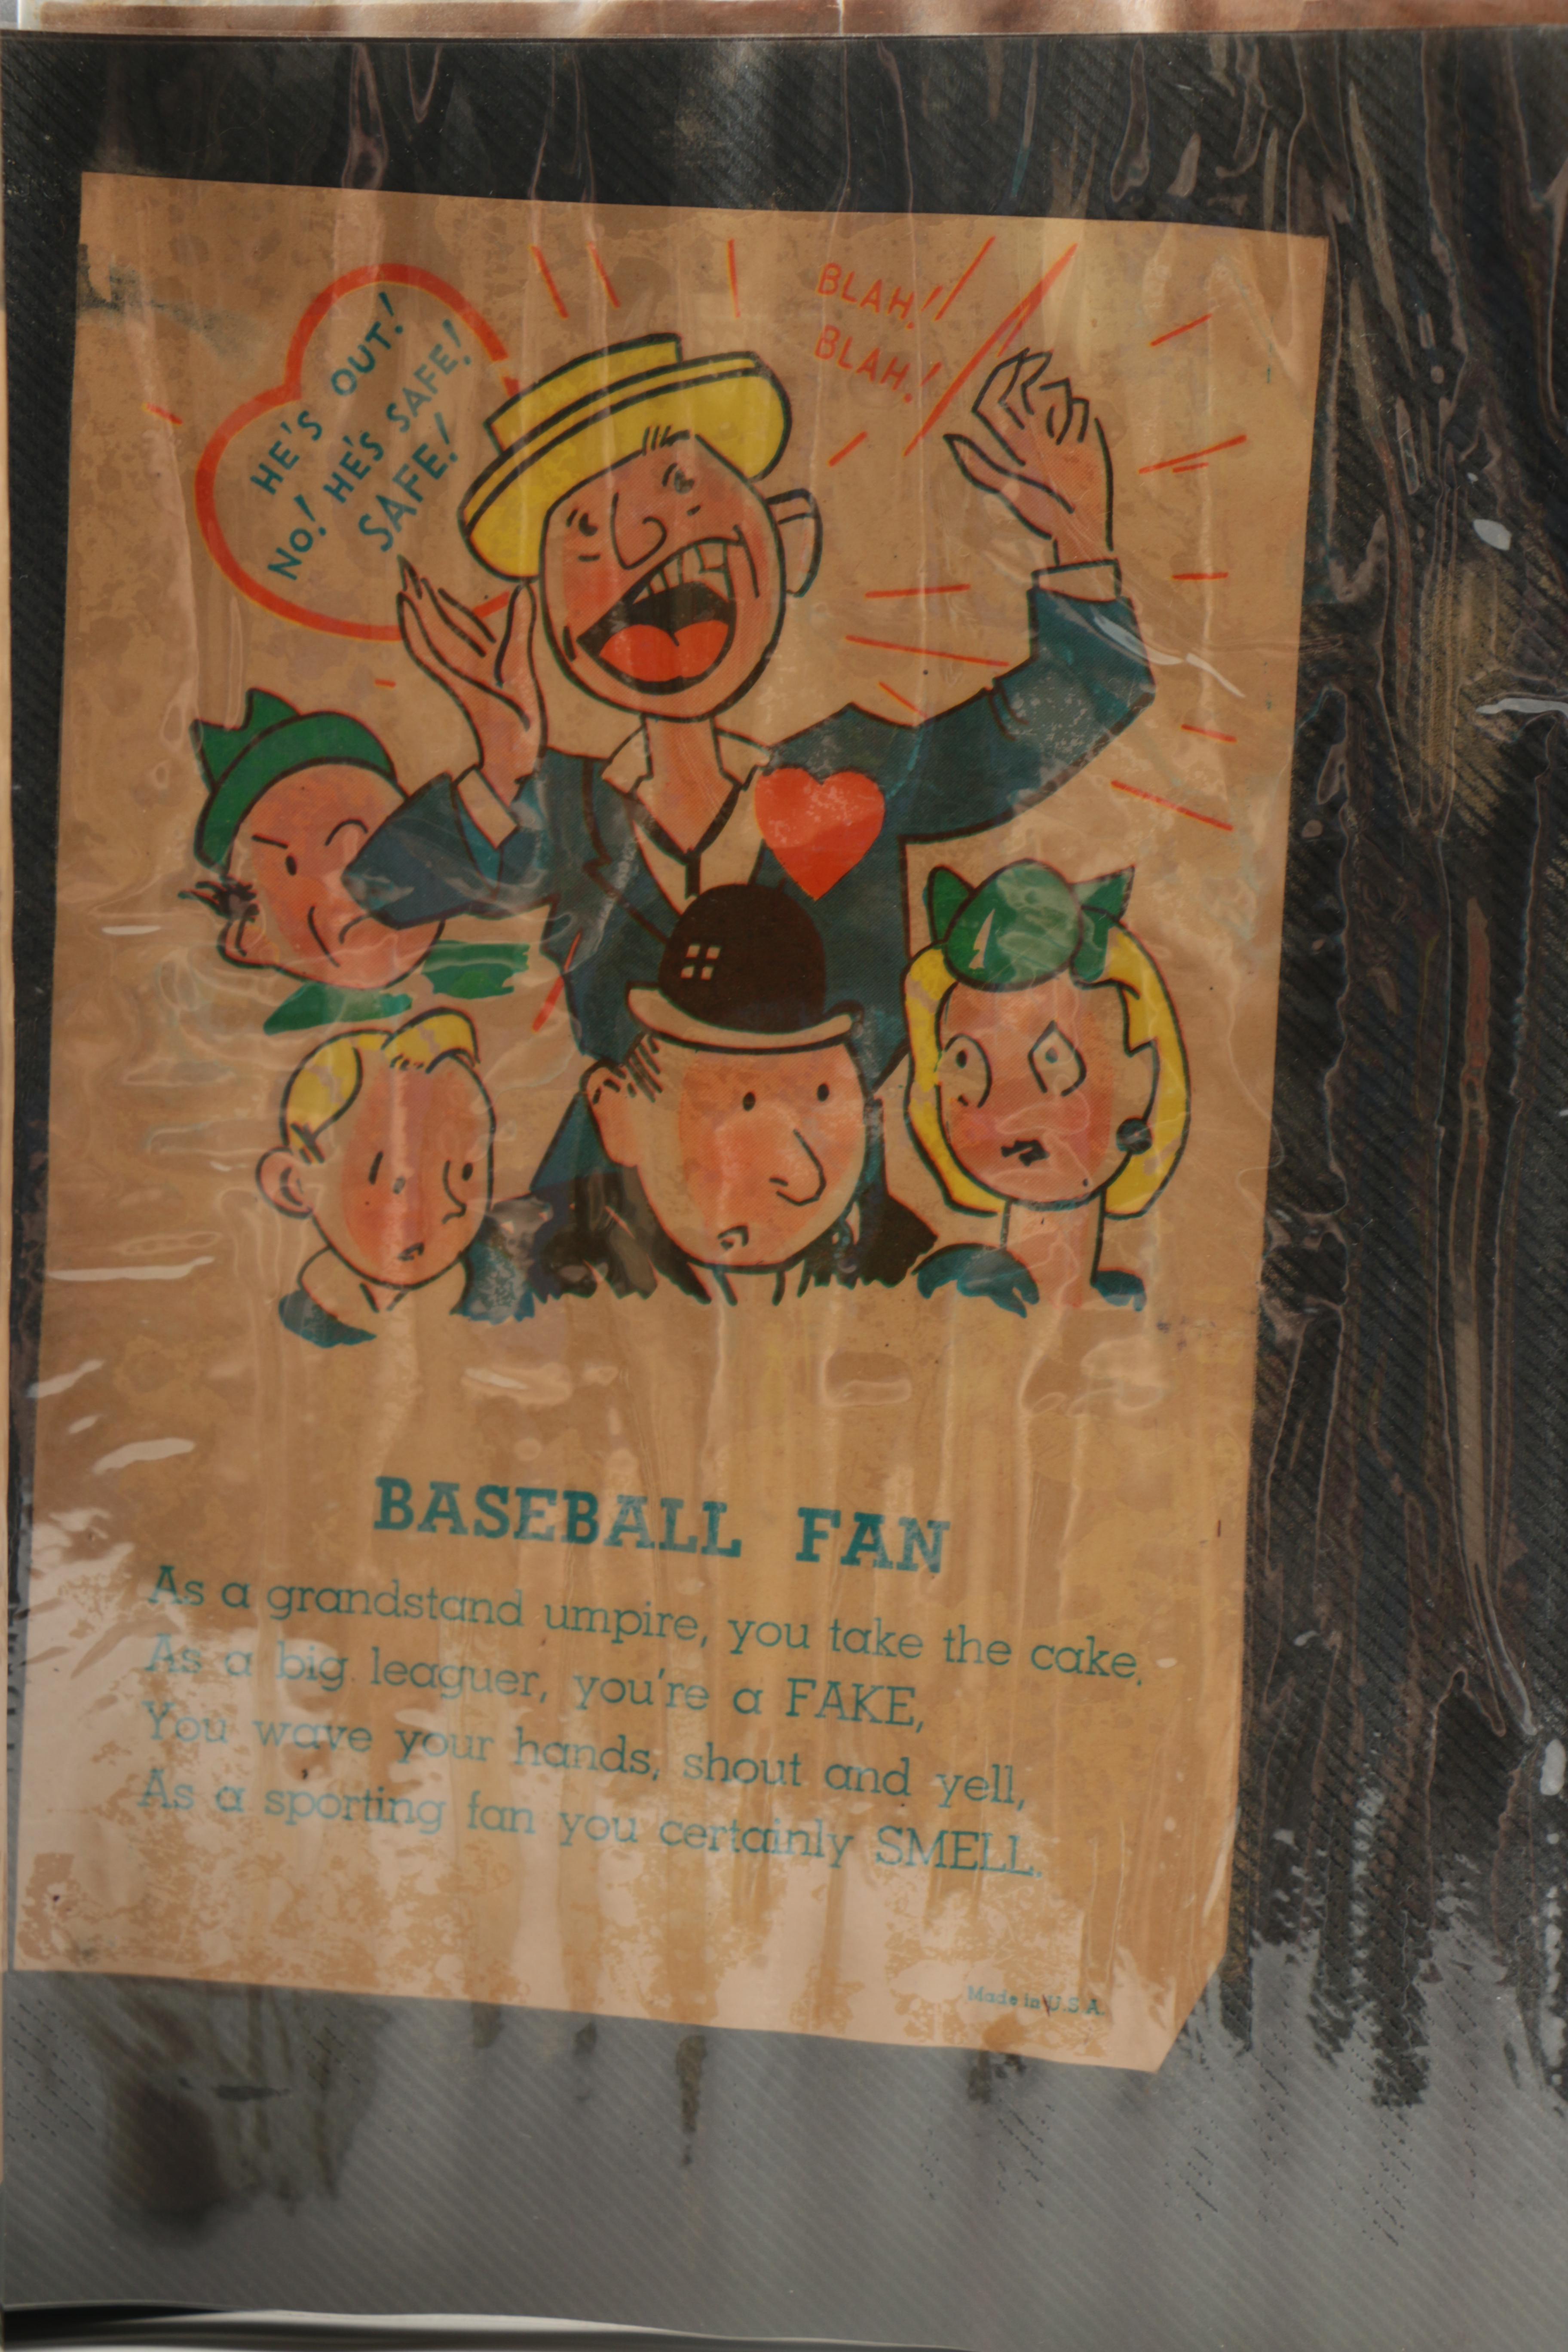 HE'S OUT!
NO! HE'S SAFE!
SAFE!
BLAH!
BLAH!
BASEBALL FAN
As a grandstand umpire, you take the cake.
As a big leaguer, you're a FAKE,
You wave your hands, shout and yell,
As a sporting fan you certainly SMELL.
Made in U.S.A.